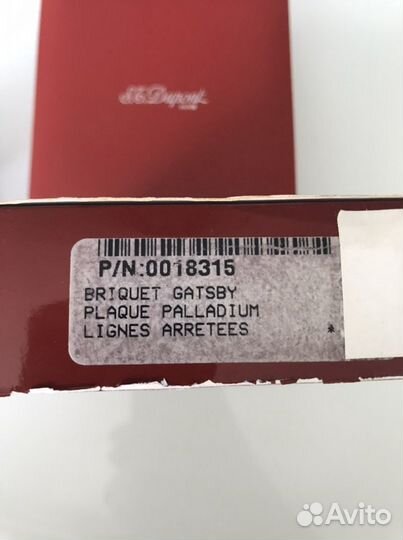 S.T. Dupont
P/N:0018315
BRIQUET GATSBY
PLAQUE PALLADIUM
LIGNES ARRETEES
Avito